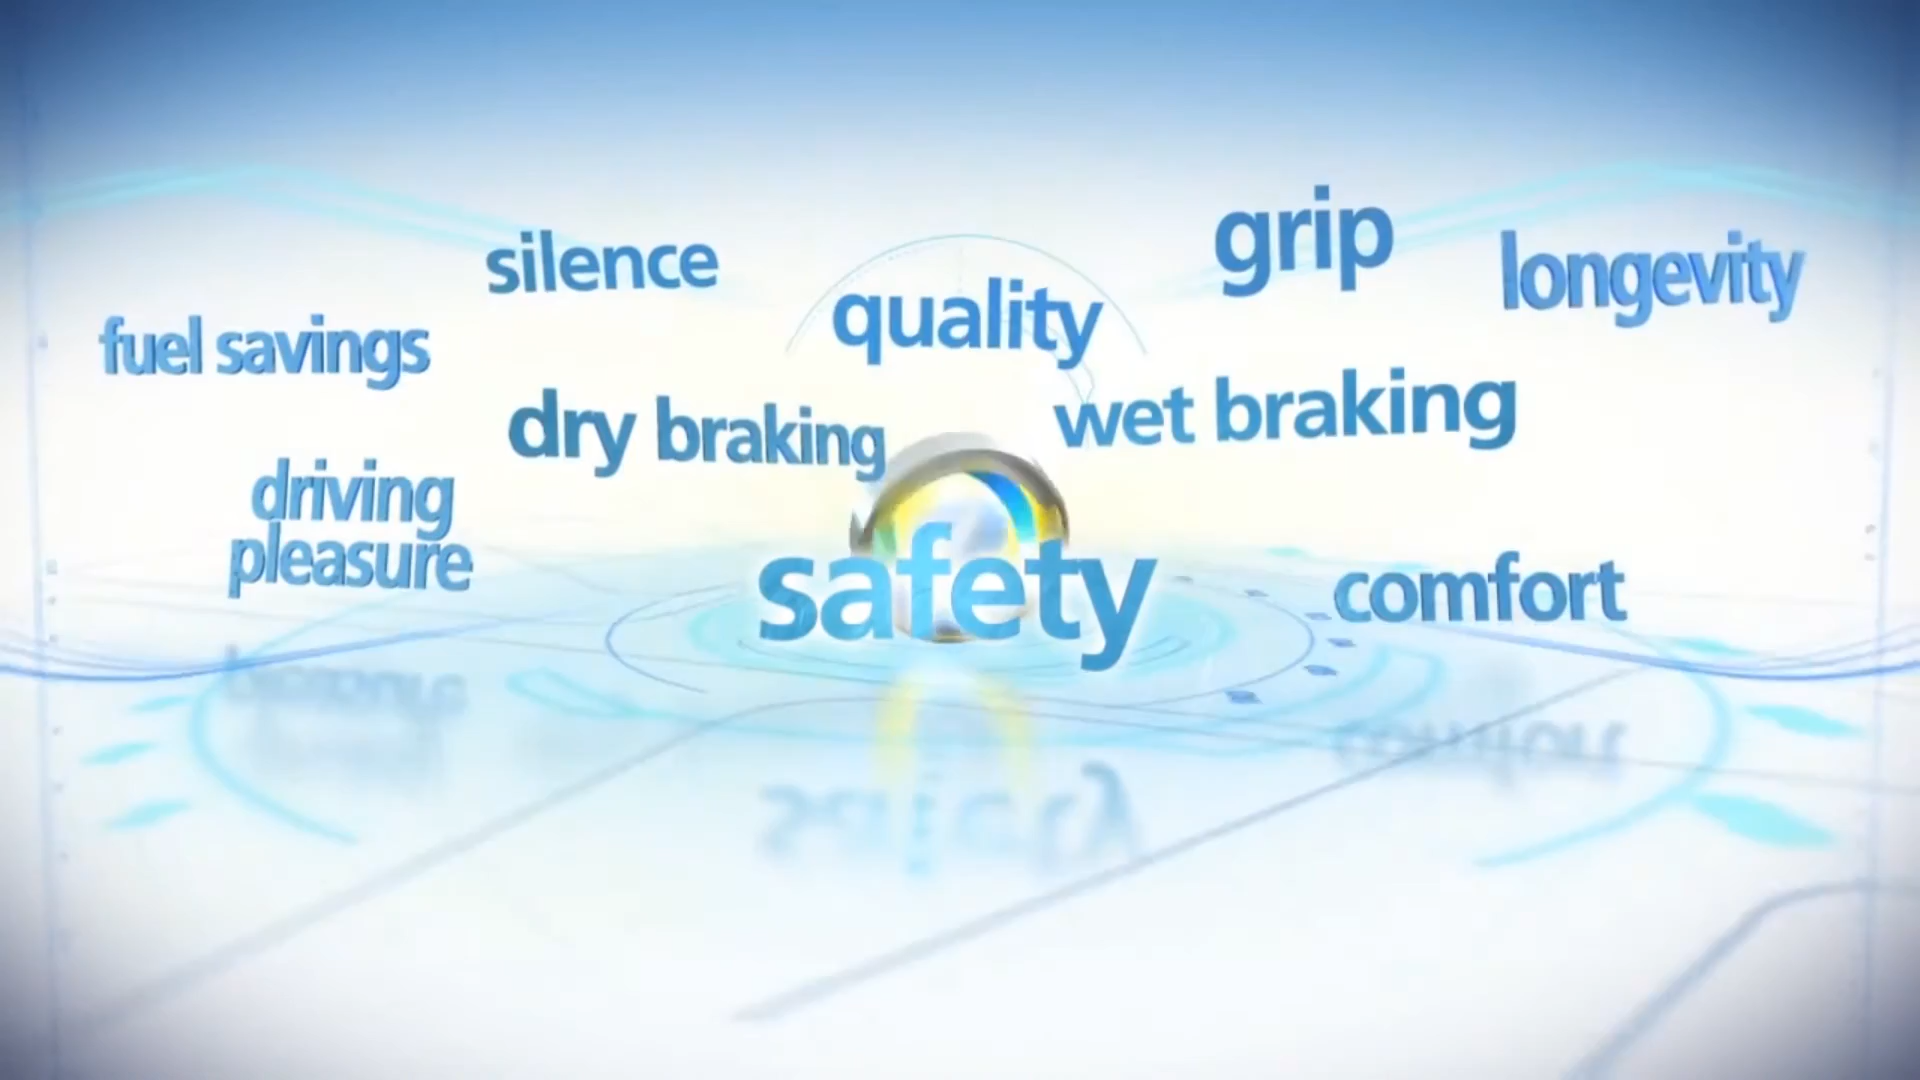 grip
longevity
silence
quality
fuel savings
wet braking
dry braking
driving
pleasure
safety
comfort